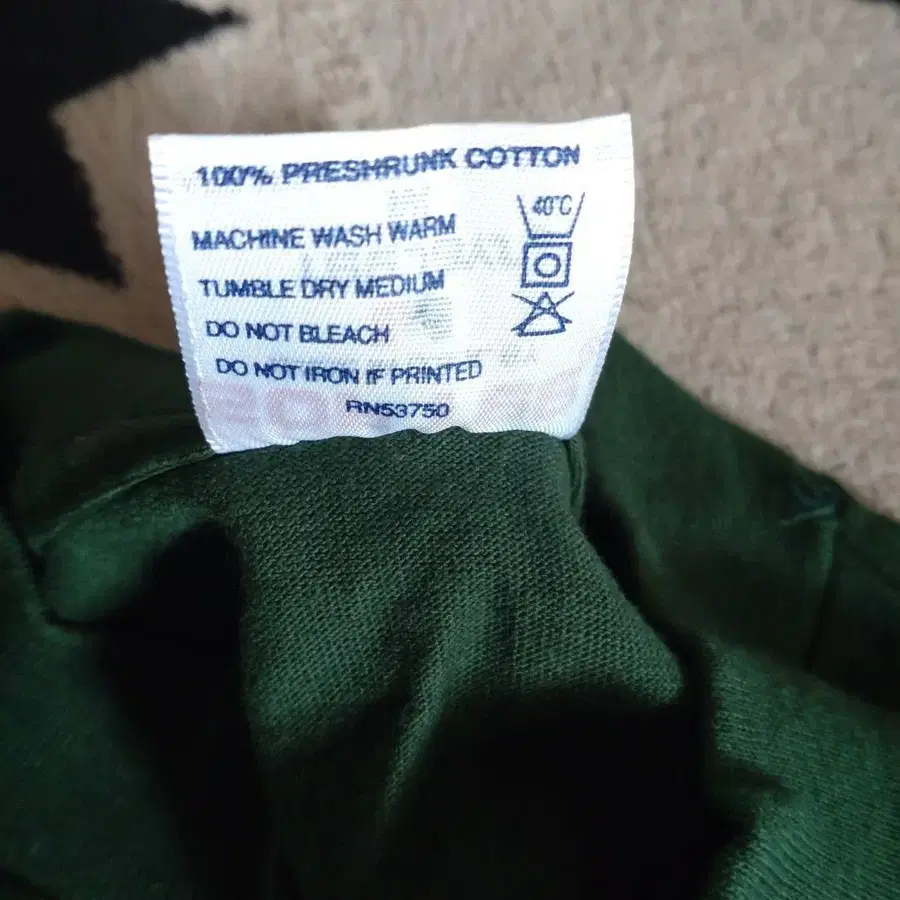 100% PRESHRUNK COTTON
MACHINE WASH WARM
40°C
TUMBLE DRY MEDIUM
DO NOT BLEACH
DO NOT IRON IF PRINTED
RN53750